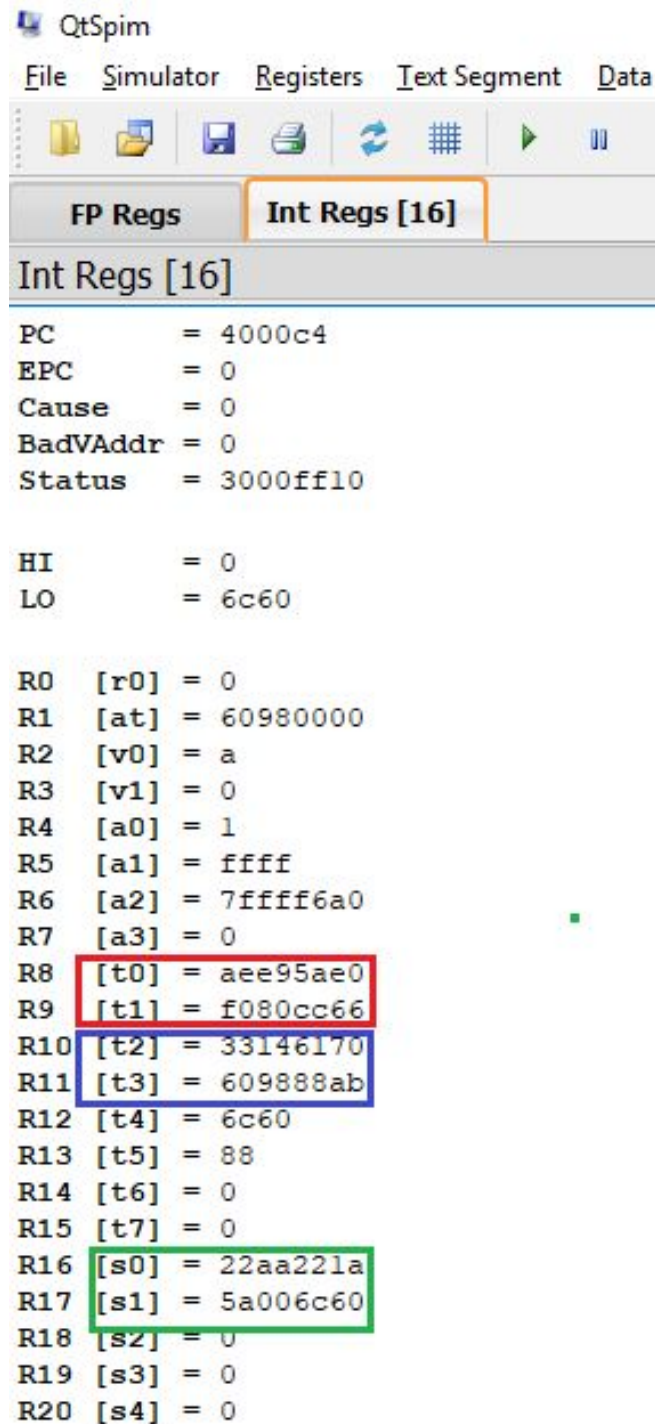 QtSpim
File Simulator Registers Text Segment Data
FP Regs Int Regs [16]
Int Regs [16]
PC = 4000c4
EPC = 0
Cause = 0
BadVAddr = 0
Status = 3000ff10
HI = 0
LO = 6c60
R0 [r0] = 0
R1 [at] = 60980000
R2 [v0] = a
R3 [v1] = 0
R4 [a0] = 1
R5 [a1] = ffff
R6 [a2] = 7ffff6a0
R7 [a3] = 0
R8 [t0] = aee95ae0
R9 [t1] = f080cc66
R10 [t2] = 33146170
R11 [t3] = 609888ab
R12 [t4] = 6c60
R13 [t5] = 88
R14 [t6] = 0
R15 [t7] = 0
R16 [s0] = 22aa221a
R17 [s1] = 5a006c60
R18 [s2] = 0
R19 [s3] = 0
R20 [s4] = 0